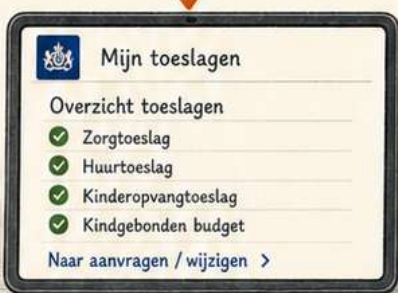 Mijn toeslagen
Overzicht toeslagen
Zorgtoeslag
Huurtoeslag
Kinderopvangtoeslag
Kindgebonden budget
Naar aanvragen / wijzigen >